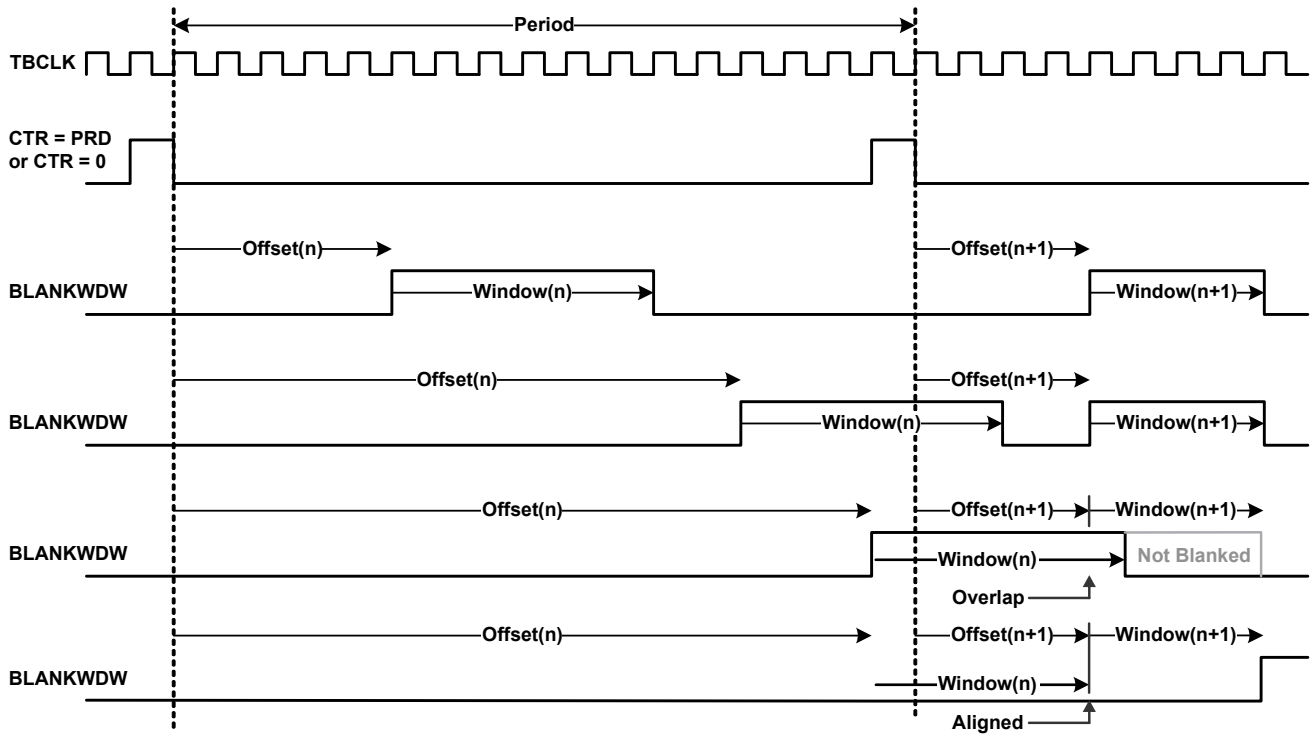 Period
TBCLK
CTR = PRD
or CTR = 0
Offset(n)
Offset(n+1)
BLANKWDW
Window(n)
Window(n+1)
Offset(n)
Offset(n+1)
BLANKWDW
Window(n)
Window(n+1)
Offset(n)
Offset(n+1)
Window(n+1)
BLANKWDW
Window(n)
Not Blanked
Overlap
Offset(n)
Offset(n+1)
Window(n+1)
BLANKWDW
Window(n)
Aligned